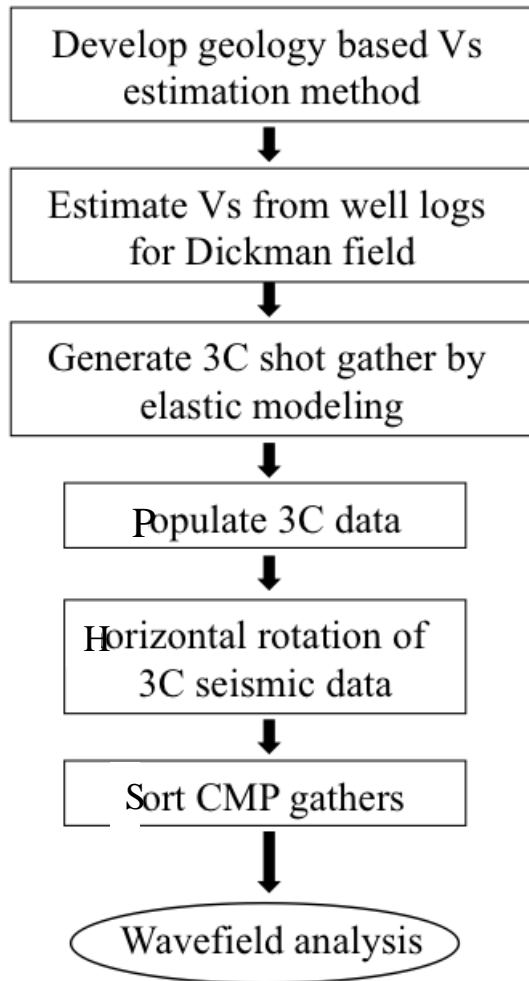 Develop geology based Vs
estimation method
Estimate Vs from well logs
for Dickman field
Generate 3C shot gather by
elastic modeling
Populate 3C data
Horizontal rotation of
3C seismic data
Sort CMP gathers
Wavefield analysis